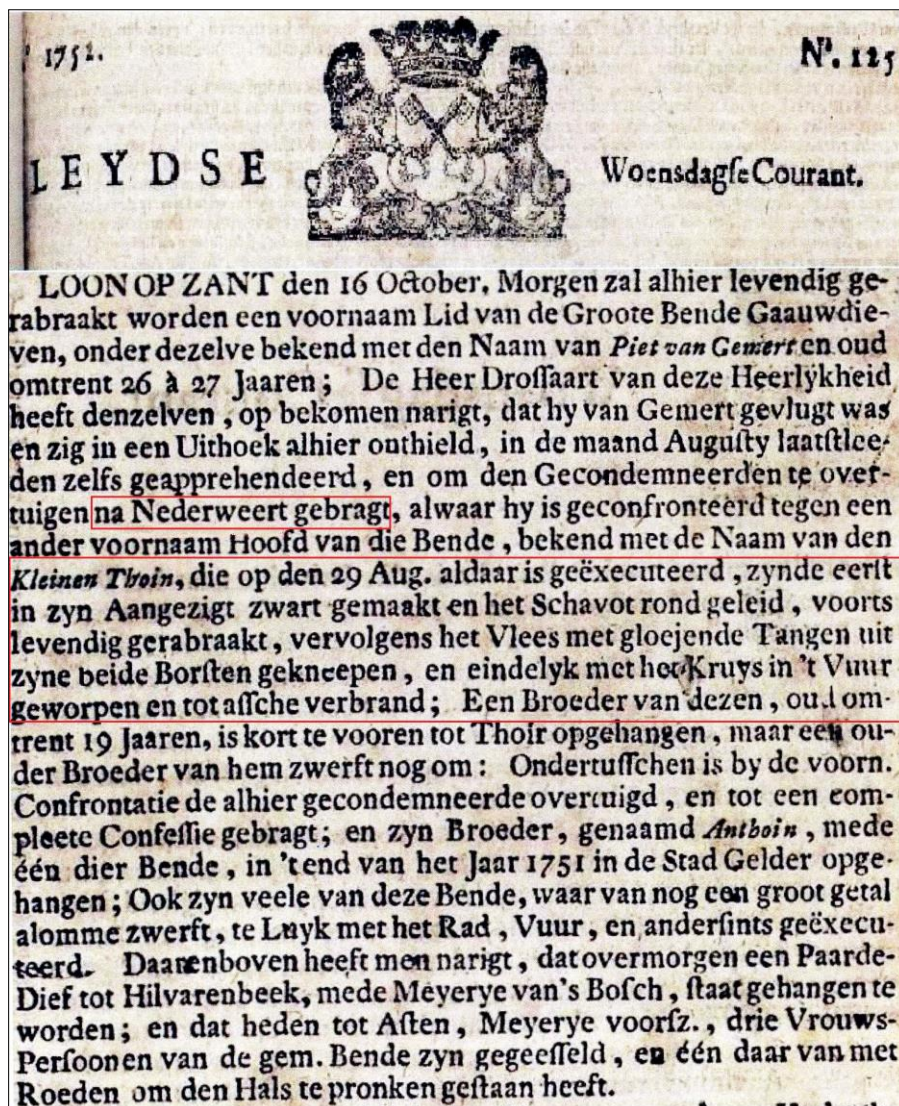 1752.
Nº. 125
LEYDSE
Woensdagse Courant.
LOON OP ZANT den 16 October. Morgen zal alhier levendig ge-
rabraakt worden een voornaam Lid van de Groote Bende Gaauwdie-
ven, onder dezelve bekend met den Naam van Piet van Gemert en oud
omtrent 26 à 27 Jaaren; De Heer Drossaart van deze Heerlykheid
heeft denzelven, op bekomen narigt, dat hy van Gemert gevlugt was
en zig in een Uithoek alhier onthield, in de maand Augusty laatstlee-
den zelfs geapprehendeerd, en om den Gecondemneerden te over-
tuigen na Nederweert gebragt, alwaar hy is geconfronteerd tegen een
ander voornaam Hoofd van die Bende, bekend met de Naam van den
Kleinen Thoin, die op den 29 Aug. aldaar is geëxecuteerd, zynde eerst
in zyn Aangezigt zwart gemaakt en het Schavot rond geleid, voorts
levendig gerabraakt, vervolgens het Vlees met gloejende Tangen uit
zyne beide Borsten gekneepen, en eindelyk met het Kruys in 't Vuur
geworpen en tot assche verbrand; Een Broeder van dezen, oud om-
trent 19 Jaaren, is kort te vooren tot Thoir opgehangen, maar een ou-
der Broeder van hem zwerft nog om: Ondertusschen is by de voorn.
Confrontatie de alhier gecondemneerde overtuigd, en tot een com-
pleete Confessie gebragt; en zyn Broeder, genaamd Anthoin, mede
één dier Bende, in 't end van het Jaar 1751 in de Stad Gelder opge-
hangen; Ook zyn veele van deze Bende, waar van nog een groot getal
alomme zwerft, te Luyk met het Rad, Vuur, en andersints geëxecu-
teerd. Daarenboven heeft men narigt, dat overmorgen een Paarde-
Dief tot Hilvarenbeek, mede Meyerye van 's Bosch, staat gehangen te
worden; en dat heden tot Asten, Meyerye voorsz., drie Vrouws-
Persoonen van de gem. Bende zyn gegeesseld, en één daar van met
Roeden om den Hals te pronken gestaan heeft.